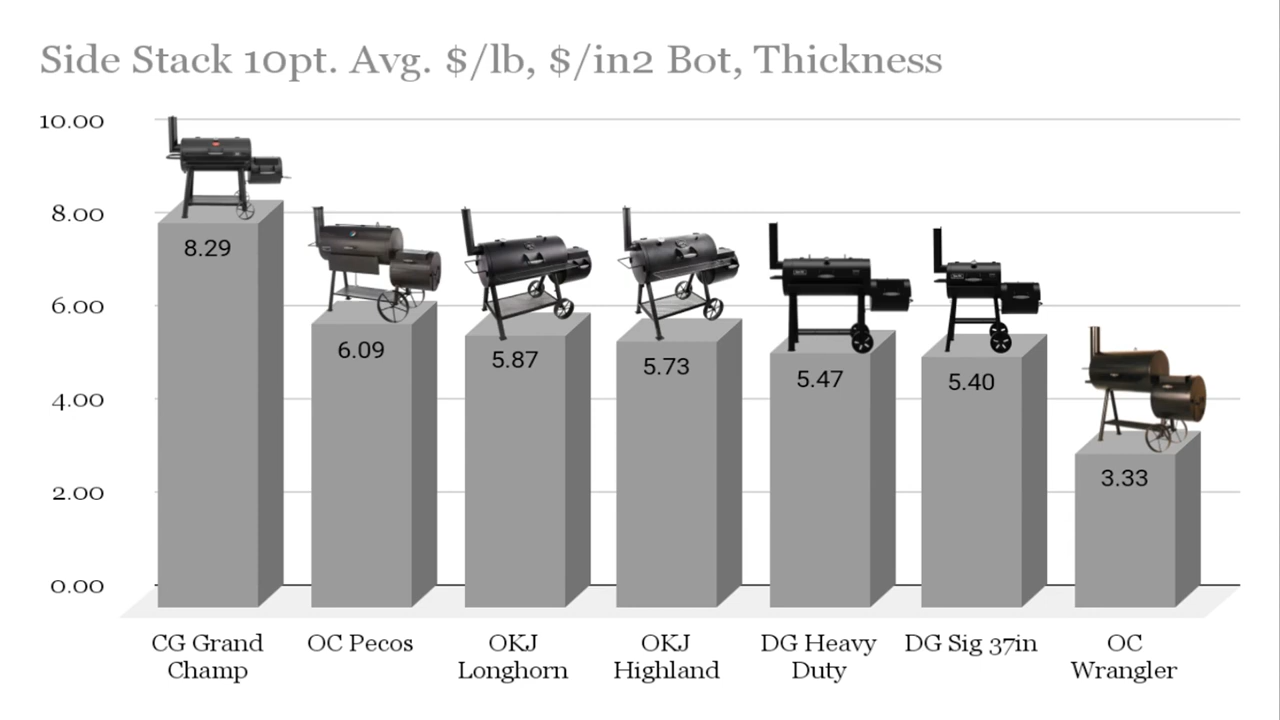 Side Stack 10pt. Avg. $/lb, $/in2 Bot, Thickness
10.00
8.00
6.00
4.00
2.00
0.00
8.29
6.09
5.87
5.73
5.47
5.40
3.33
CG Grand
Champ
OC Pecos
OKJ
Longhorn
OKJ
Highland
DG Heavy
Duty
DG Sig 37in
OC
Wrangler